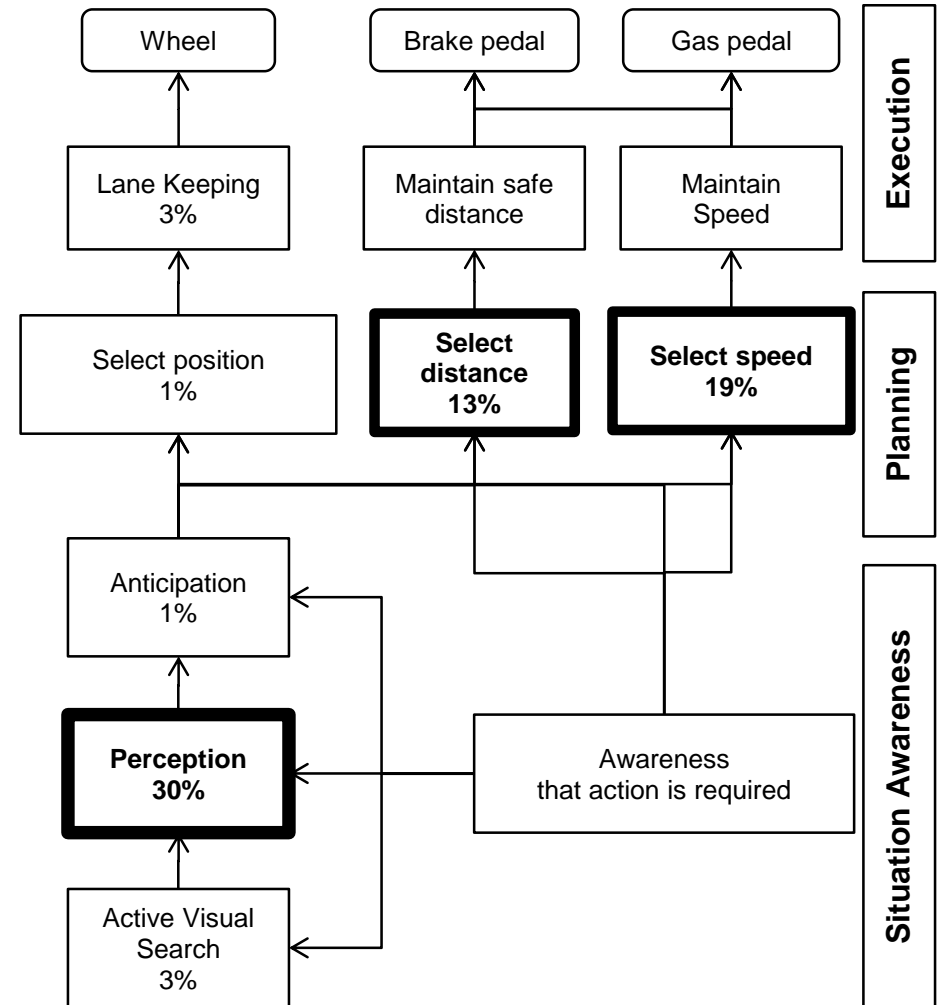 Wheel
Brake pedal
Gas pedal
Execution
Lane Keeping
3%
Maintain safe
distance
Maintain
Speed
Planning
Select position
1%
Select
distance
13%
Select speed
19%
Situation Awareness
Anticipation
1%
Perception
30%
Awareness
that action is required
Active Visual
Search
3%